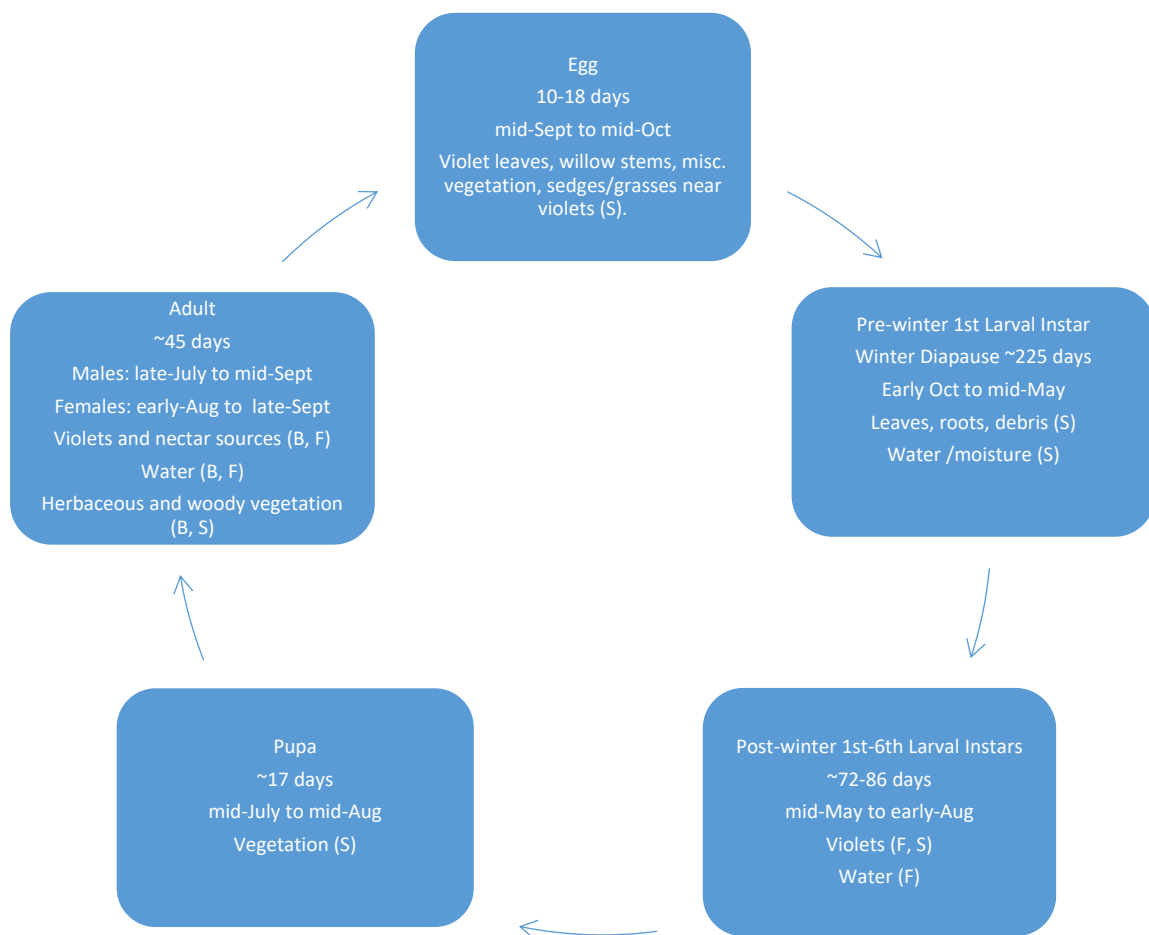 Egg
10-18 days
mid-Sept to mid-Oct
Violet leaves, willow stems, misc.
vegetation, sedges/grasses near
violets (S).
Pre-winter 1st Larval Instar
Winter Diapause ~225 days
Early Oct to mid-May
Leaves, roots, debris (S)
Water /moisture (S)
Post-winter 1st-6th Larval Instars
~72-86 days
mid-May to early-Aug
Violets (F, S)
Water (F)
Pupa
~17 days
mid-July to mid-Aug
Vegetation (S)
Adult
~45 days
Males: late-July to mid-Sept
Females: early-Aug to late-Sept
Violets and nectar sources (B, F)
Water (B, F)
Herbaceous and woody vegetation
(B, S)